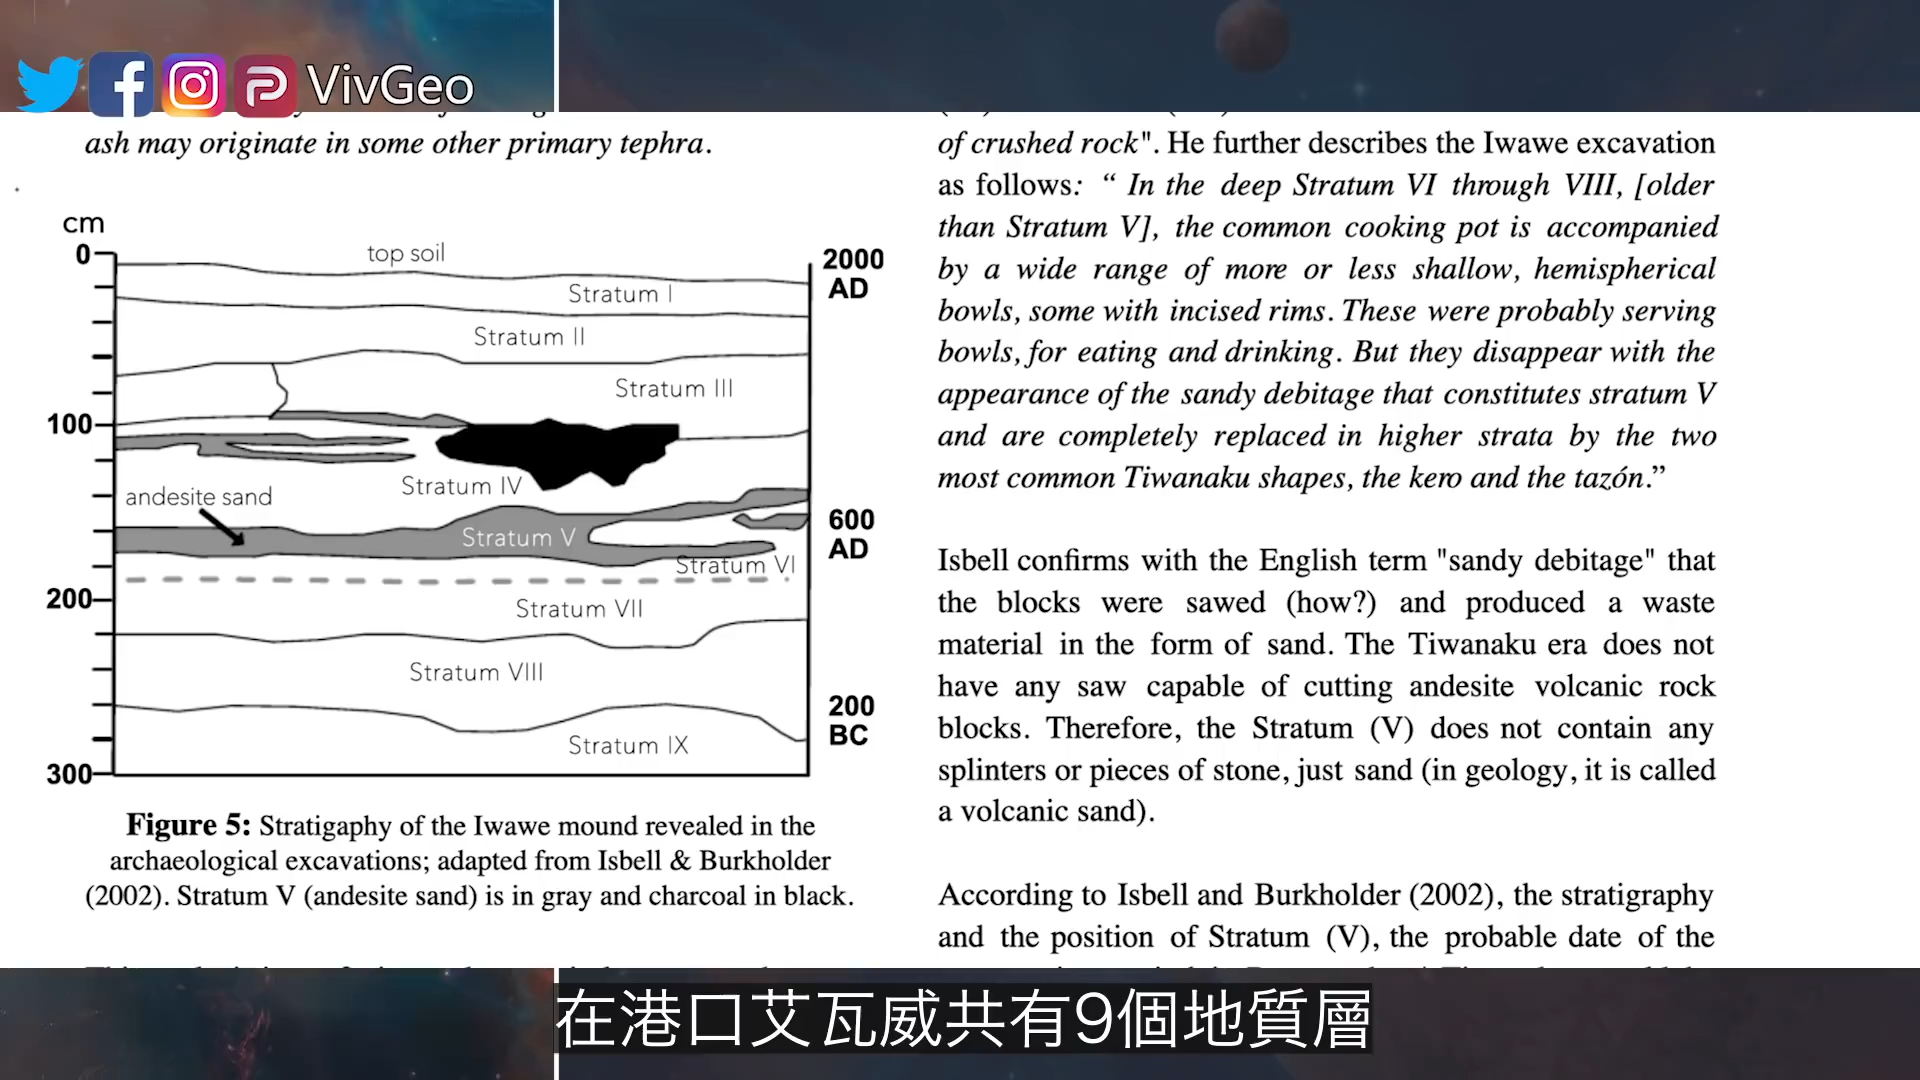 VivGeo
ash may originate in some other primary tephra.
cm
0
100
200
300
top soil
Stratum I
Stratum II
Stratum III
Stratum IV
andesite sand
Stratum V
Stratum VI
Stratum VII
Stratum VIII
Stratum IX
2000
AD
600
AD
200
BC
Figure 5: Stratigaphy of the Iwawe mound revealed in the
archaeological excavations; adapted from Isbell & Burkholder
(2002). Stratum V (andesite sand) is in gray and charcoal in black.
of crushed rock". He further describes the Iwawe excavation
as follows: “ In the deep Stratum VI through VIII, [older
than Stratum V], the common cooking pot is accompanied
by a wide range of more or less shallow, hemispherical
bowls, some with incised rims. These were probably serving
bowls, for eating and drinking. But they disappear with the
appearance of the sandy debitage that constitutes stratum V
and are completely replaced in higher strata by the two
most common Tiwanaku shapes, the kero and the tazón.”
Isbell confirms with the English term "sandy debitage" that
the blocks were sawed (how?) and produced a waste
material in the form of sand. The Tiwanaku era does not
have any saw capable of cutting andesite volcanic rock
blocks. Therefore, the Stratum (V) does not contain any
splinters or pieces of stone, just sand (in geology, it is called
a volcanic sand).
According to Isbell and Burkholder (2002), the stratigraphy
and the position of Stratum (V), the probable date of the
在港口艾瓦威共有9個地質層